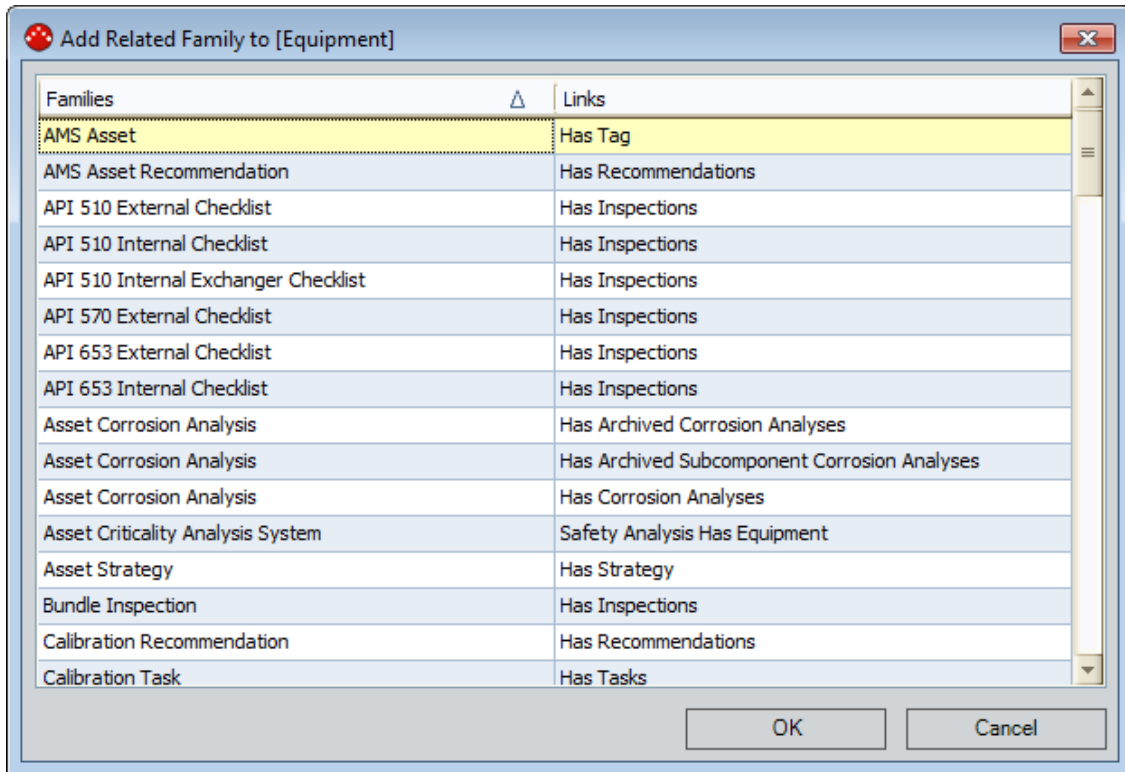 Add Related Family to [Equipment]
Families Links
AMS Asset Has Tag
AMS Asset Recommendation Has Recommendations
API 510 External Checklist Has Inspections
API 510 Internal Checklist Has Inspections
API 510 Internal Exchanger Checklist Has Inspections
API 570 External Checklist Has Inspections
API 653 External Checklist Has Inspections
API 653 Internal Checklist Has Inspections
Asset Corrosion Analysis Has Archived Corrosion Analyses
Asset Corrosion Analysis Has Archived Subcomponent Corrosion Analyses
Asset Corrosion Analysis Has Corrosion Analyses
Asset Criticality Analysis System Safety Analysis Has Equipment
Asset Strategy Has Strategy
Bundle Inspection Has Inspections
Calibration Recommendation Has Recommendations
Calibration Task Has Tasks
OK Cancel